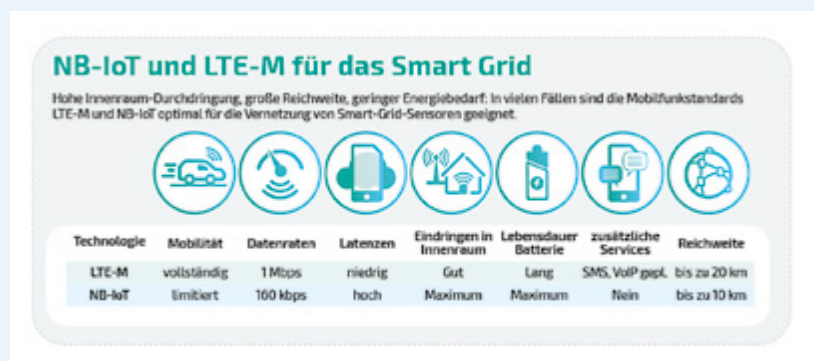 NB-IoT und LTE-M für das Smart Grid
Hohe Innenraum-Durchdringung, große Reichweite, geringer Energiebedarf: In vielen Fällen sind die Mobilfunkstandards
LTE-M und NB-IoT optimal für die Vernetzung von Smart-Grid-Sensoren geeignet.
Technologie Mobilität Datenraten Latenzen Eindringen in Innenraum Lebensdauer Batterie zusätzliche Services Reichweite
LTE-M vollständig 1 Mbps niedrig Gut Lang SMS, VoIP gepl. bis zu 20 km
NB-IoT limitiert 160 kbps hoch Maximum Maximum Nein bis zu 10 km